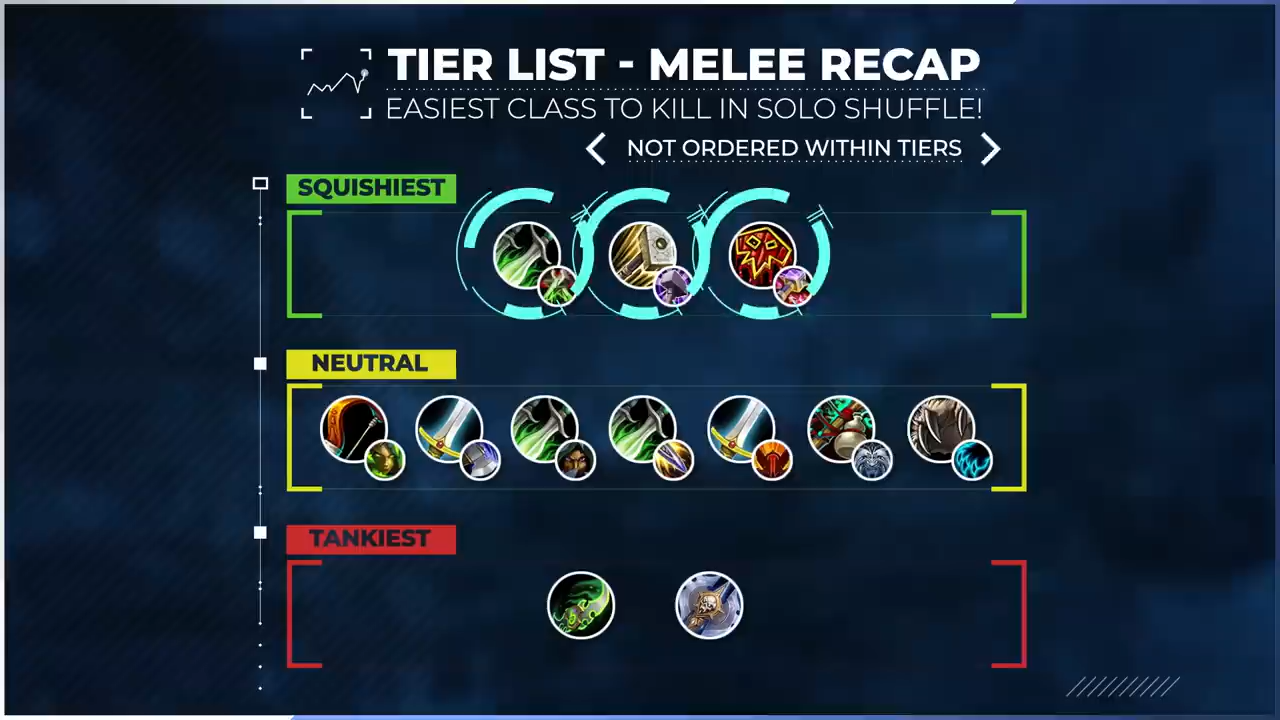 TIER LIST - MELEE RECAP
EASIEST CLASS TO KILL IN SOLO SHUFFLE!
NOT ORDERED WITHIN TIERS
SQUISHIEST
NEUTRAL
TANKIEST